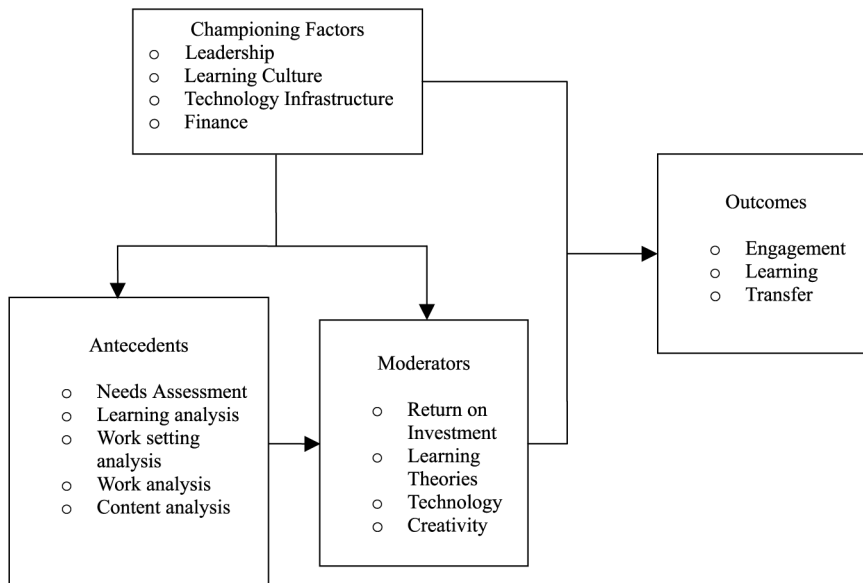 Championing Factors
o Leadership
o Learning Culture
o Technology Infrastructure
o Finance
Outcomes
o Engagement
o Learning
o Transfer
Antecedents
o Needs Assessment
o Learning analysis
o Work setting
analysis
o Work analysis
o Content analysis
Moderators
o Return on
Investment
o Learning
Theories
o Technology
o Creativity